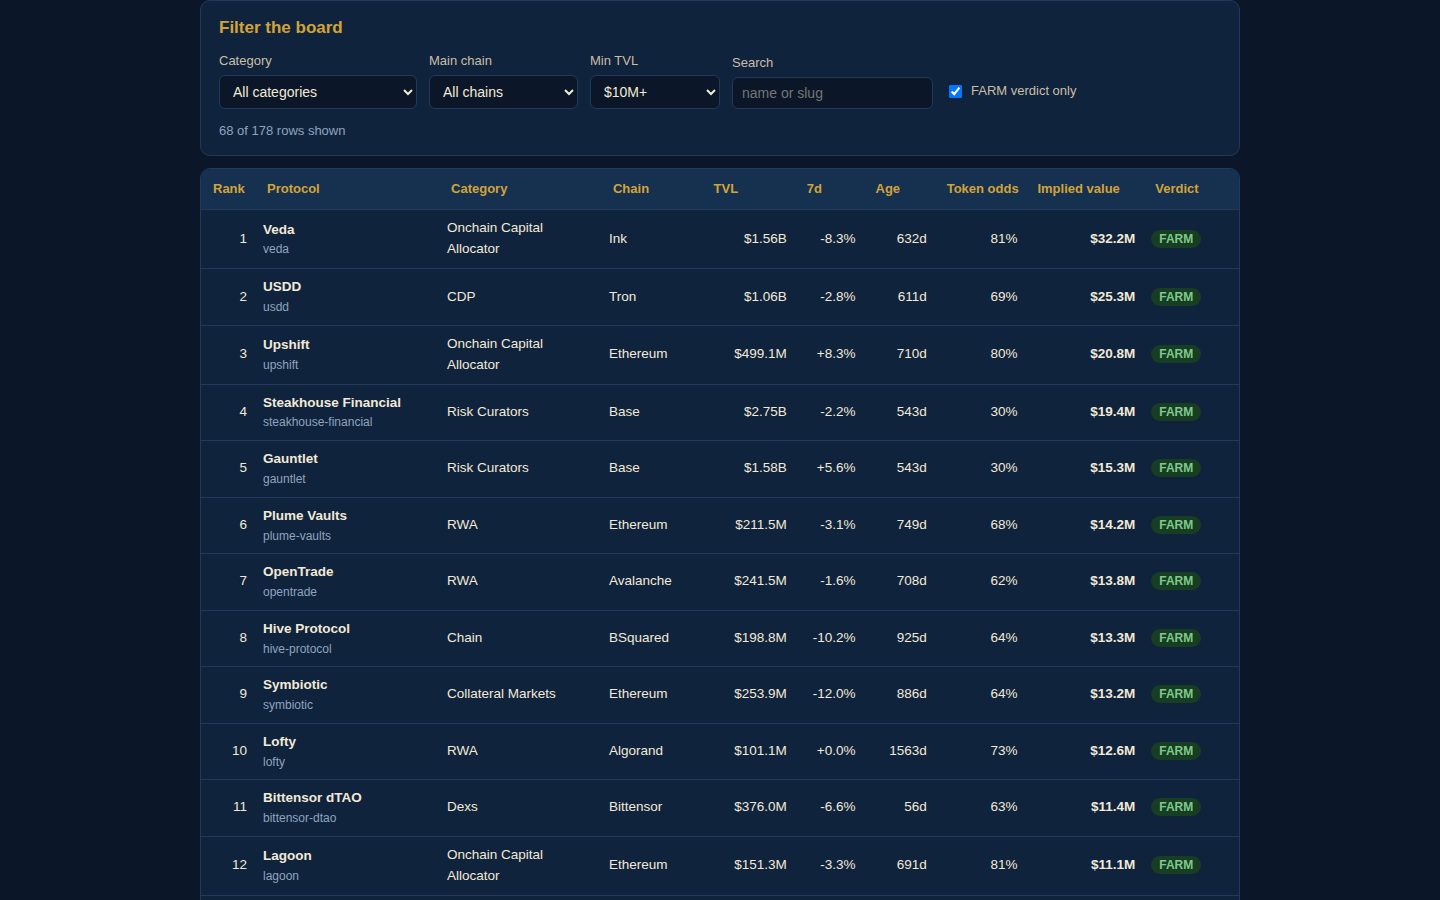 Filter the board
Category Main chain Min TVL Search
All categories All chains $10M+ name or slug FARM verdict only
68 of 178 rows shown
Rank Protocol Category Chain TVL 7d Age Token odds Implied value Verdict
1 Veda veda Onchain Capital Allocator Ink $1.56B -8.3% 632d 81% $32.2M FARM
2 USDD usdd CDP Tron $1.06B -2.8% 611d 69% $25.3M FARM
3 Upshift upshift Onchain Capital Allocator Ethereum $499.1M +8.3% 710d 80% $20.8M FARM
4 Steakhouse Financial steakhouse-financial Risk Curators Base $2.75B -2.2% 543d 30% $19.4M FARM
5 Gauntlet gauntlet Risk Curators Base $1.58B +5.6% 543d 30% $15.3M FARM
6 Plume Vaults plume-vaults RWA Ethereum $211.5M -3.1% 749d 68% $14.2M FARM
7 OpenTrade opentrade RWA Avalanche $241.5M -1.6% 708d 62% $13.8M FARM
8 Hive Protocol hive-protocol Chain BSquared $198.8M -10.2% 925d 64% $13.3M FARM
9 Symbiotic symbiotic Collateral Markets Ethereum $253.9M -12.0% 886d 64% $13.2M FARM
10 Lofty lofty RWA Algorand $101.1M +0.0% 1563d 73% $12.6M FARM
11 Bittensor dTAO bittensor-dtao Dexs Bittensor $376.0M -6.6% 56d 63% $11.4M FARM
12 Lagoon lagoon Onchain Capital Allocator Ethereum $151.3M -3.3% 691d 81% $11.1M FARM